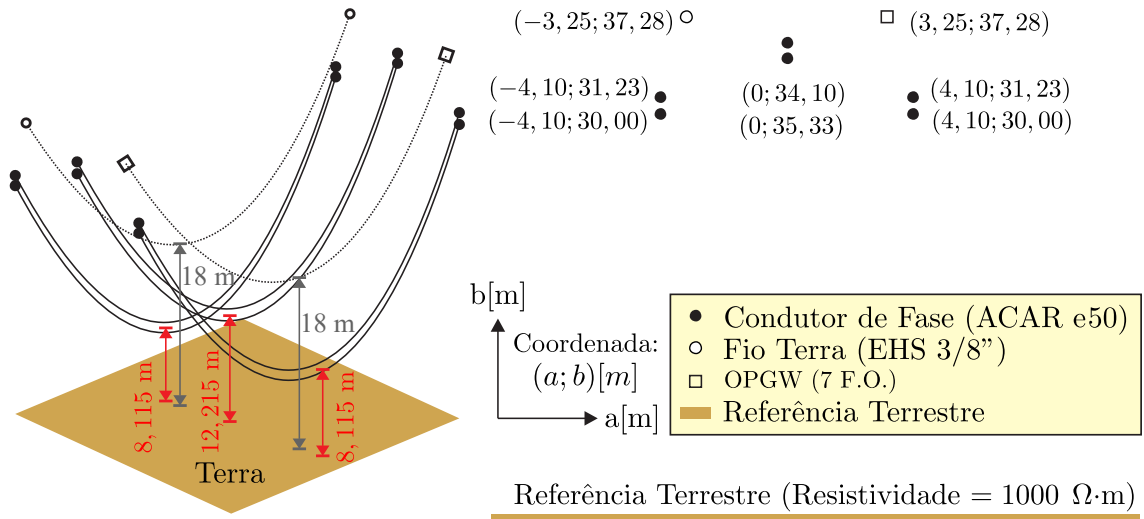 (−3, 25; 37, 28)
(3, 25; 37, 28)
(−4, 10; 31, 23)
(−4, 10; 30, 00)
(0; 34, 10)
(0; 35, 33)
(4, 10; 31, 23)
(4, 10; 30, 00)
18 m
18 m
8, 115 m
12, 215 m
8, 115 m
Terra
b[m]
Coordenada:
(a; b)[m]
a[m]
Condutor de Fase (ACAR e50)
Fio Terra (EHS 3/8”)
OPGW (7 F.O.)
Referência Terrestre
Referência Terrestre (Resistividade = 1000 Ω·m)